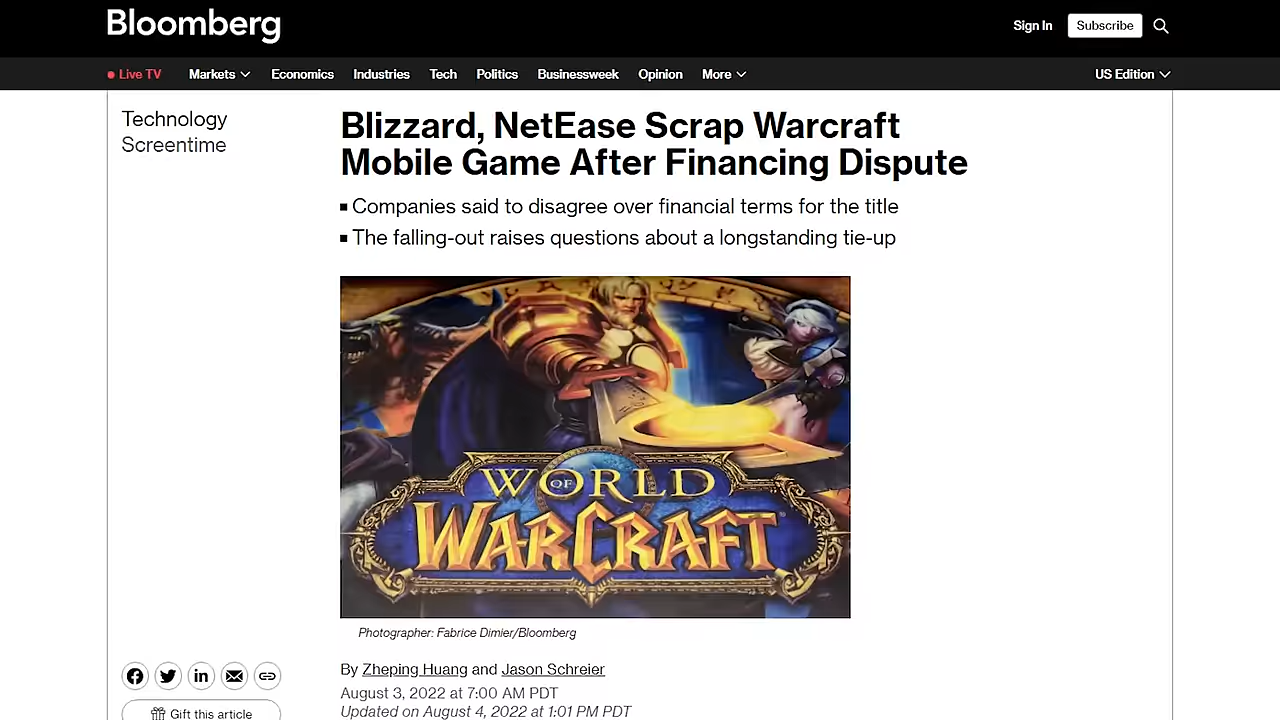 Bloomberg
Sign In
Subscribe
Live TV
Markets
Economics
Industries
Tech
Politics
Businessweek
Opinion
More
US Edition
Technology
Screentime
Blizzard, NetEase Scrap Warcraft
Mobile Game After Financing Dispute
Companies said to disagree over financial terms for the title
The falling-out raises questions about a longstanding tie-up
WORLD
OF
WARCRAFT
Photographer: Fabrice Dimier/Bloomberg
By Zheping Huang and Jason Schreier
August 3, 2022 at 7:00 AM PDT
Updated on August 4, 2022 at 1:01 PM PDT
Gift this article